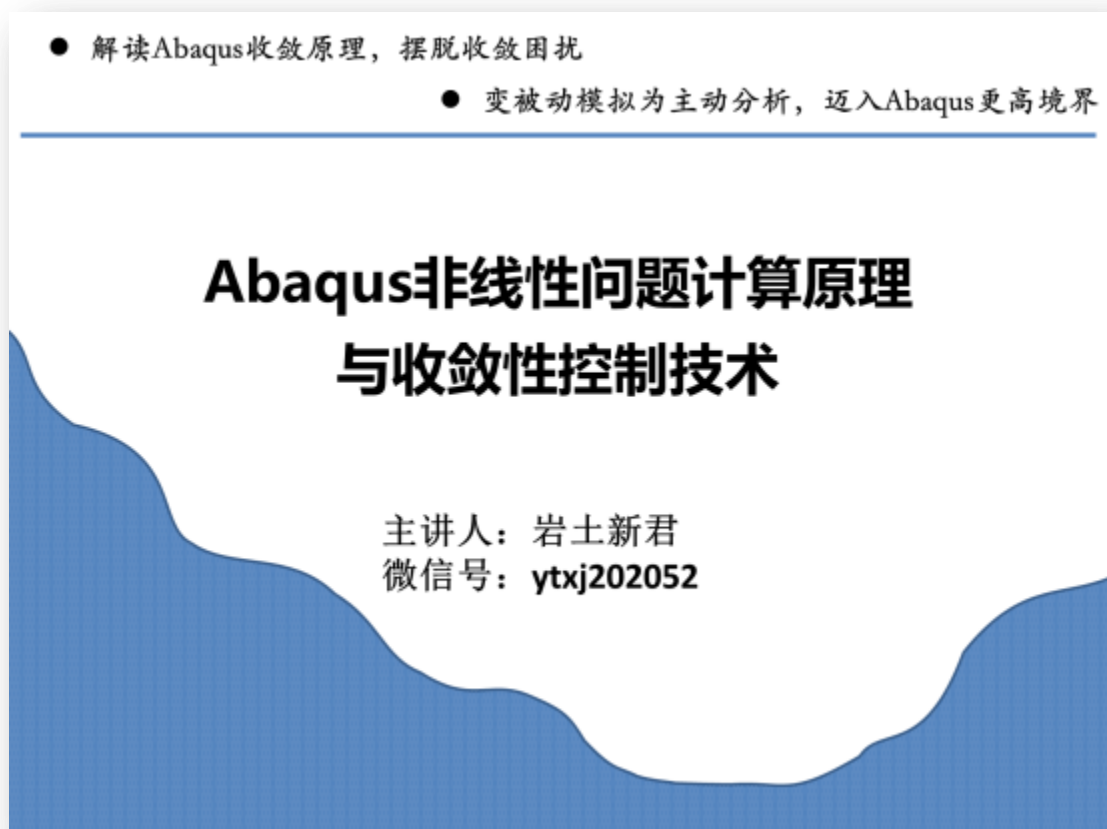 ● 解读Abaqus收敛原理，摆脱收敛困扰
● 变被动模拟为主动分析，迈入Abaqus更高境界
Abaqus非线性问题计算原理
与收敛性控制技术
主讲人：岩土新君
微信号：ytxj202052